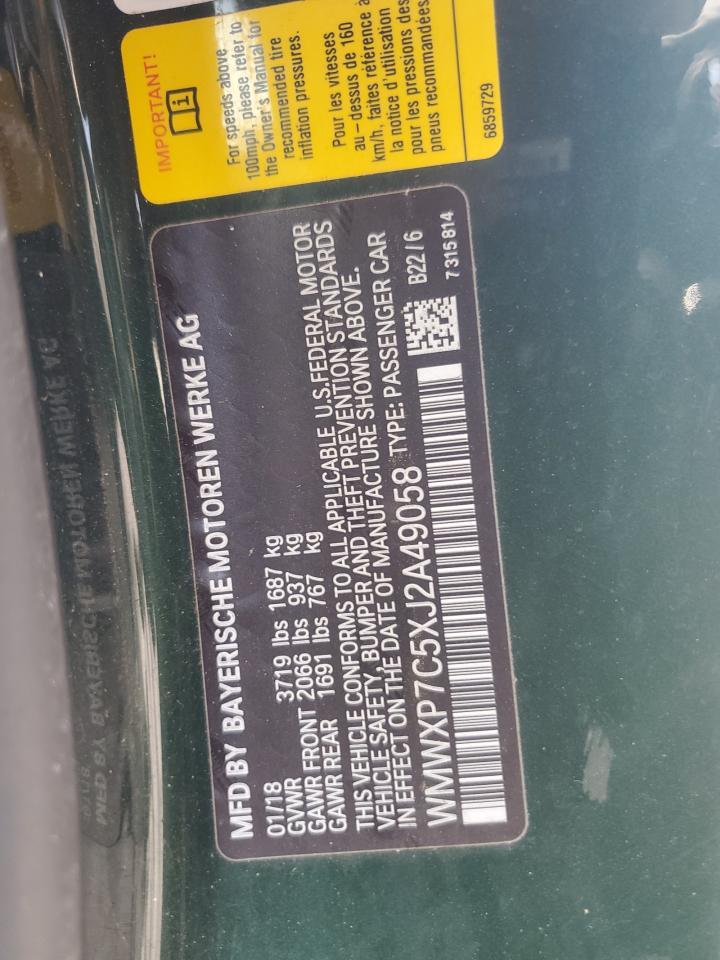 IMPORTANT!
For speeds above
100mph, please refer to
the Owner's Manual for
recommended tire
inflation pressures.
Pour les vitesses
au - dessus de 160
km/h, faites référence à
la notice d'utilisation
pour les pressions des
pneus recommandées
6859729
MFD BY BAYERISCHE MOTOREN WERKE AG
01/18
GVWR 3719 lbs 1687 kg
GAWR FRONT 2066 lbs 937 kg
GAWR REAR 1691 lbs 767 kg
THIS VEHICLE CONFORMS TO ALL APPLICABLE U.S.FEDERAL MOTOR
VEHICLE SAFETY, BUMPER AND THEFT PREVENTION STANDARDS
IN EFFECT ON THE DATE OF MANUFACTURE SHOWN ABOVE.
WMWXP7C5XJ2A49058 TYPE: PASSENGER CAR
B22/6
7315814